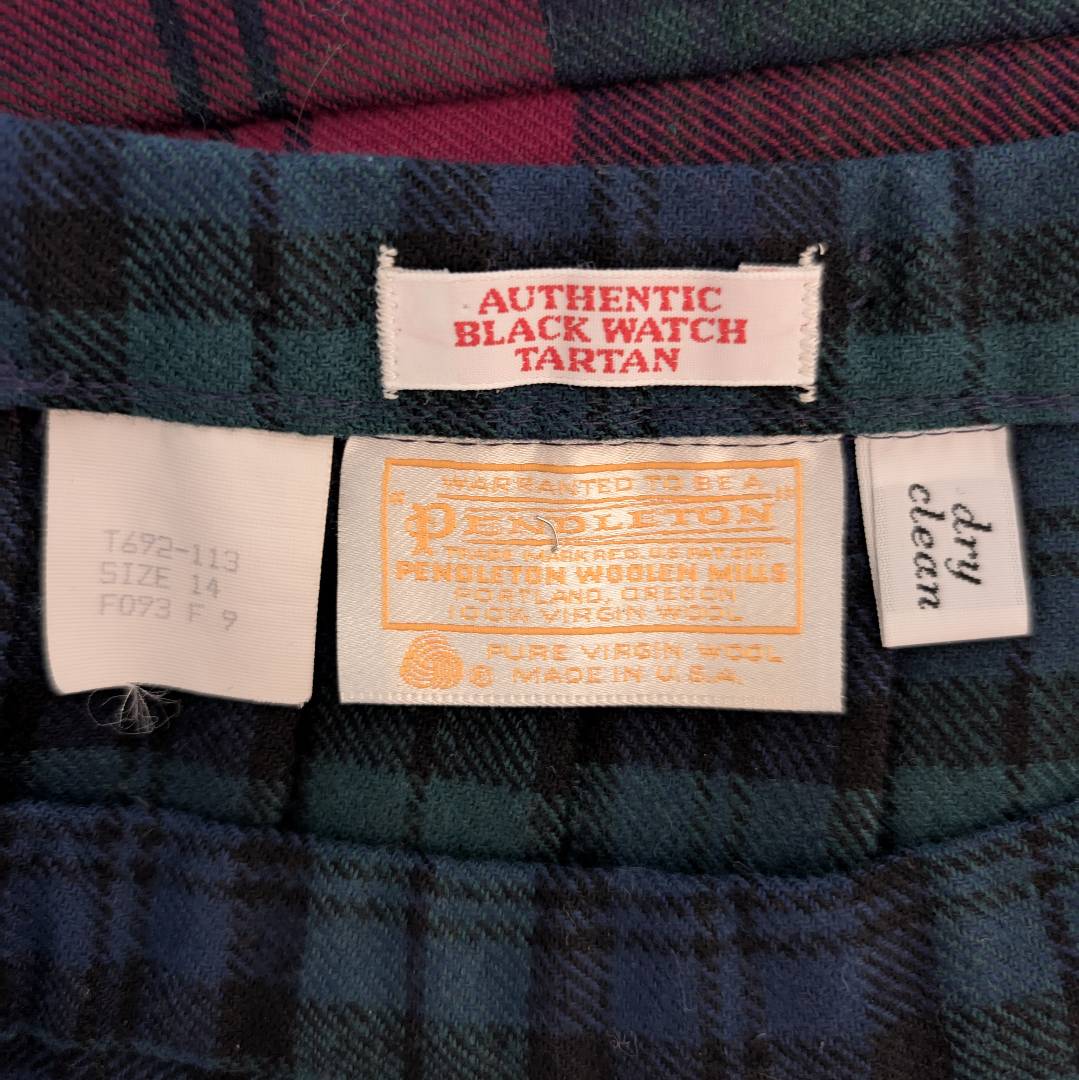 AUTHENTIC
BLACK WATCH
TARTAN
T692-113
SIZE 14
F093 F 9
WARRANTED TO BE A
"PENDLETON"
TRADE MARK REG. U.S. PAT. OFF.
PENDLETON WOOLEN MILLS
PORTLAND, OREGON
100% VIRGIN WOOL
PURE VIRGIN WOOL
® MADE IN U.S.A.
dry
clean